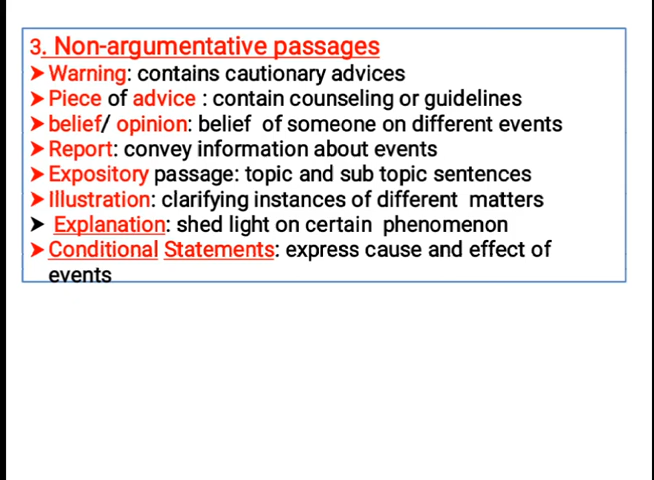 3. Non-argumentative passages
➤ Warning: contains cautionary advices
➤ Piece of advice : contain counseling or guidelines
➤ belief/ opinion: belief of someone on different events
➤ Report: convey information about events
➤ Expository passage: topic and sub topic sentences
➤ Illustration: clarifying instances of different matters
➤ Explanation: shed light on certain phenomenon
➤ Conditional Statements: express cause and effect of
events